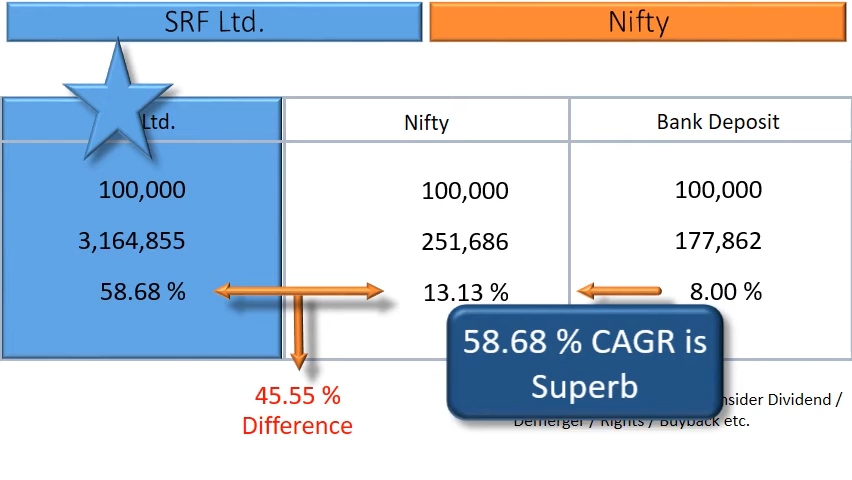 SRF Ltd.
Nifty
Ltd.
Nifty
Bank Deposit
100,000
100,000
100,000
3,164,855
251,686
177,862
58.68 %
13.13 %
8.00 %
58.68 % CAGR is
Superb
45.55 %
Difference
Dividend /
Demerger / Rights / Buyback etc.